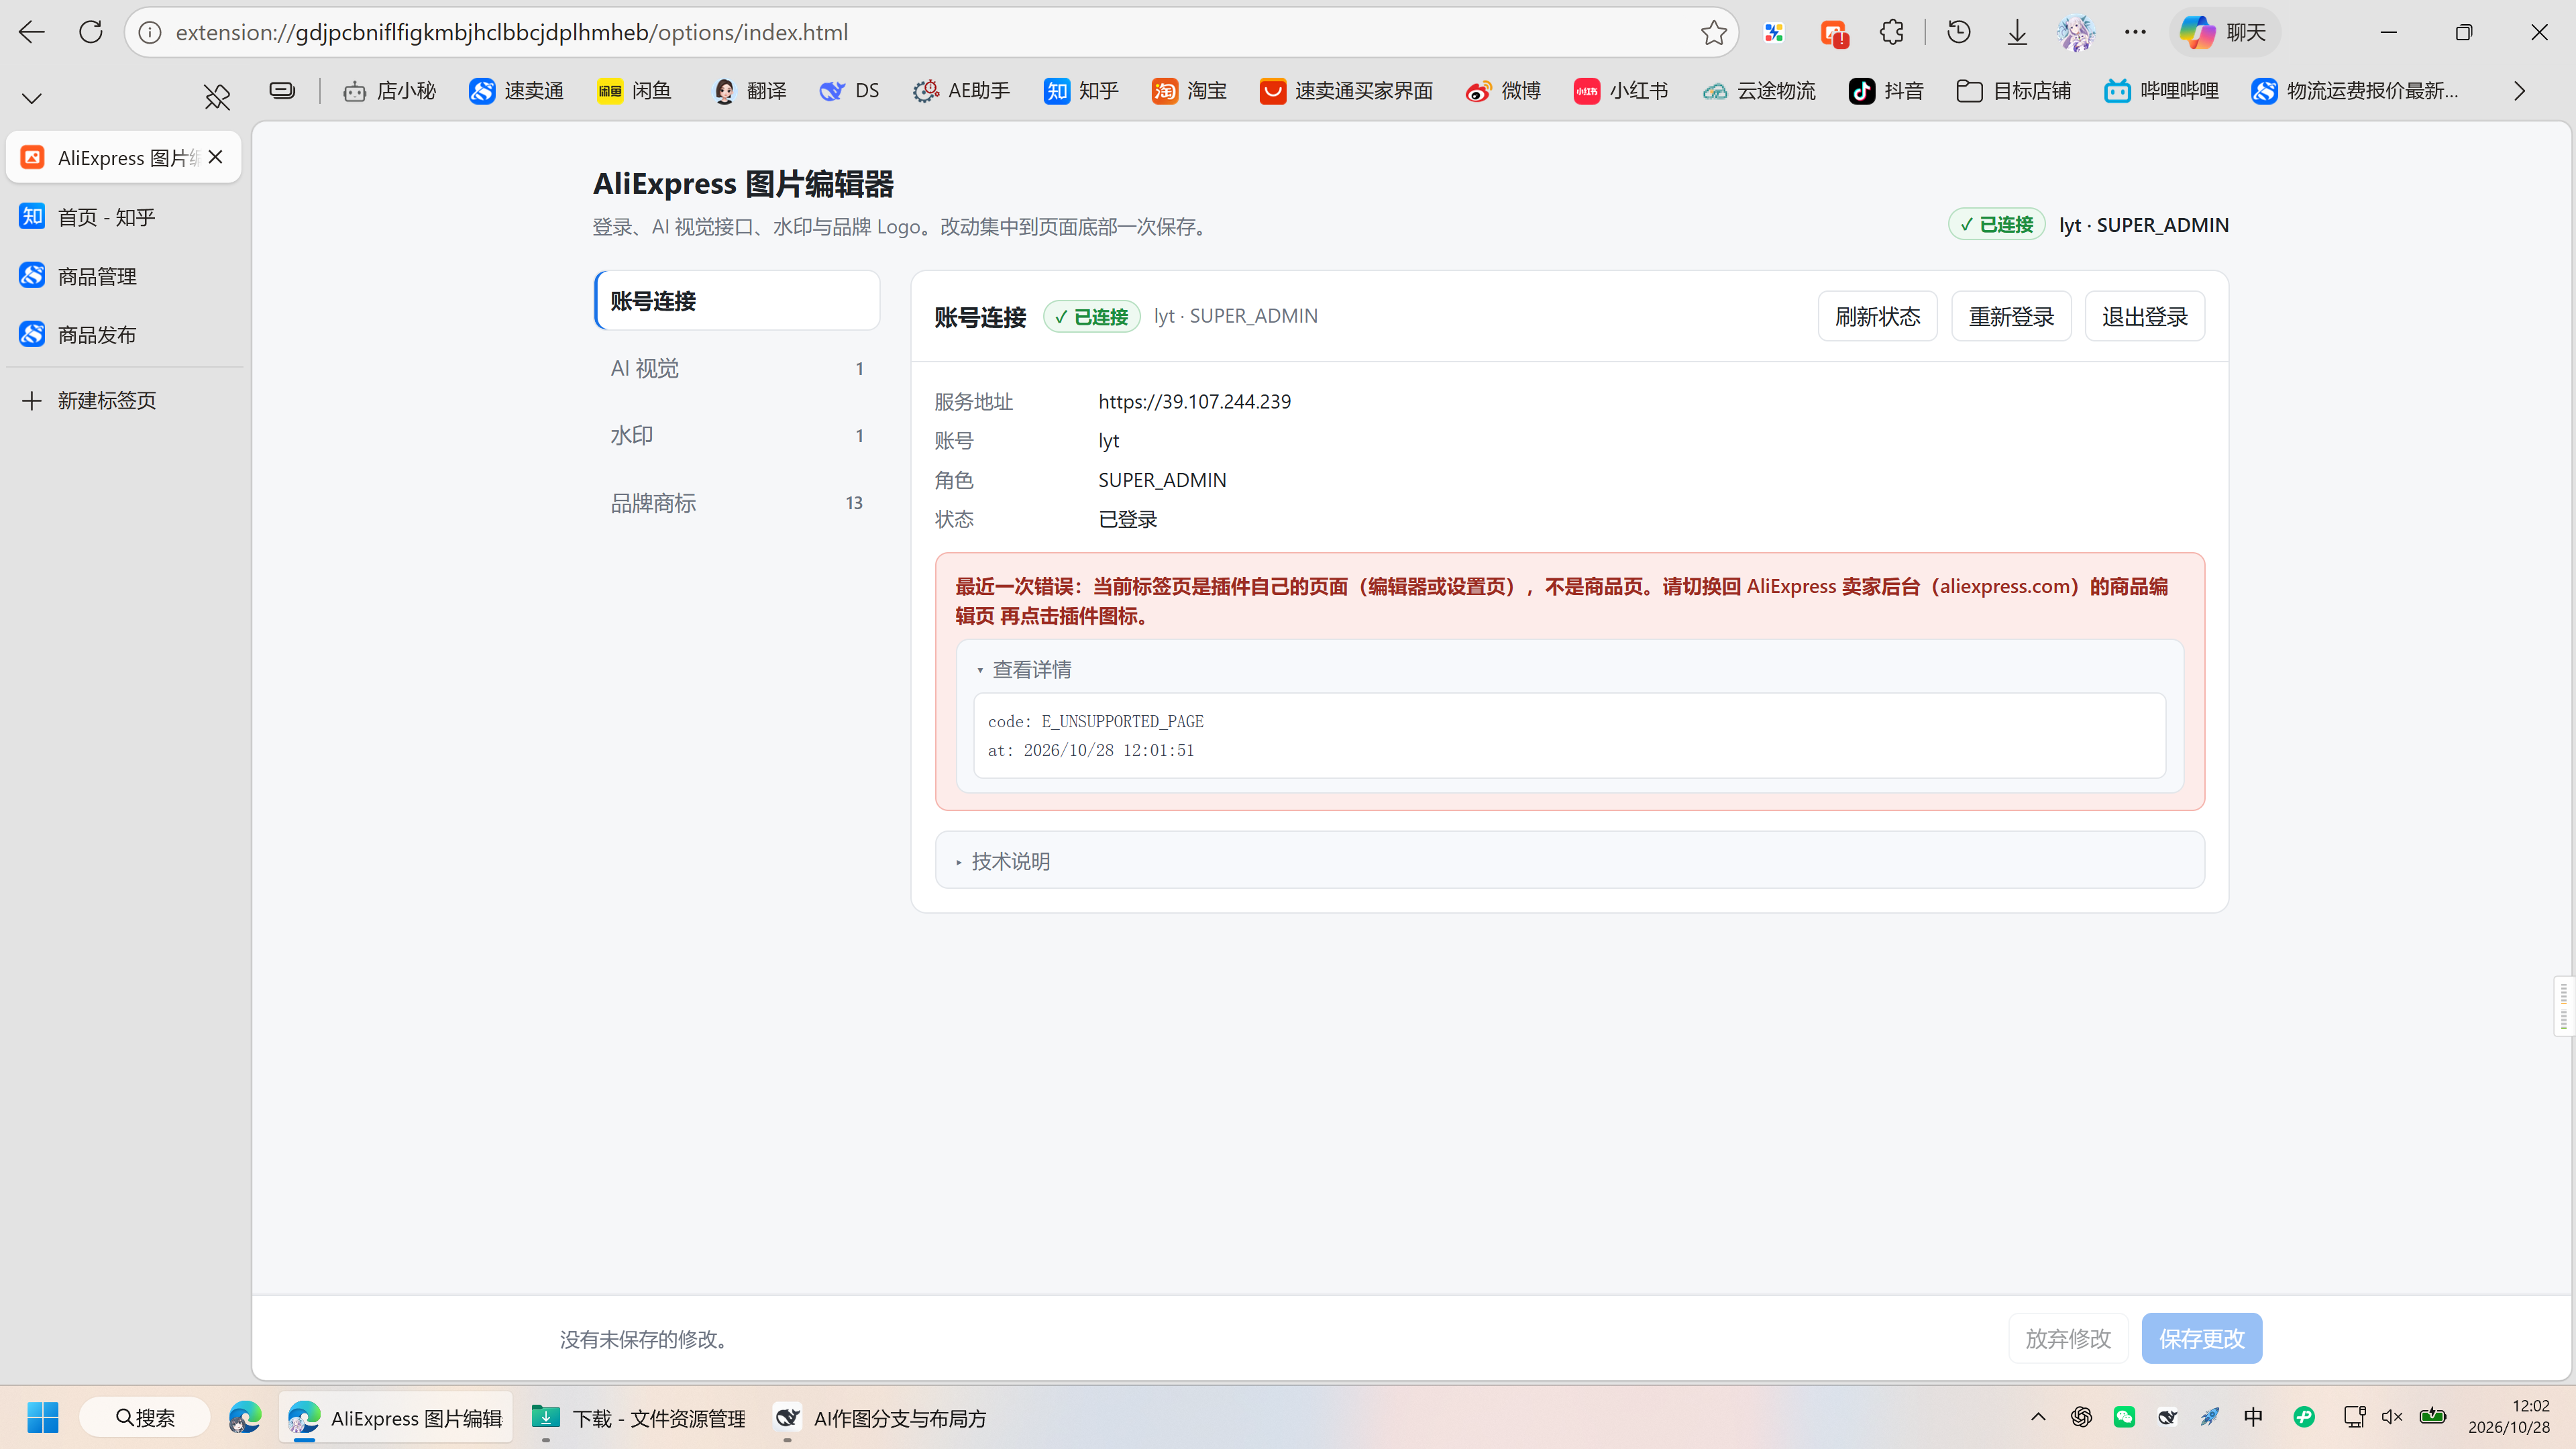 extension://gdjpcbniflfigkmbjhclbbcjdplhmheb/options/index.html
聊天
店小秘
速卖通
闲鱼
闲鱼
翻译
DS
AE助手
知
知乎
淘
淘宝
速卖通买家界面
微博
小红书
小红书
云途物流
抖音
目标店铺
哔哩哔哩
物流运费报价最新...
AliExpress 图片编
知
首页 - 知乎
商品管理
商品发布
新建标签页
AliExpress 图片编辑器
登录、AI 视觉接口、水印与品牌 Logo。改动集中到页面底部一次保存。
✓ 已连接
lyt · SUPER_ADMIN
账号连接
AI 视觉 1
水印 1
品牌商标 13
账号连接
✓ 已连接
lyt · SUPER_ADMIN
刷新状态
重新登录
退出登录
服务地址 https://39.107.244.239
账号 lyt
角色 SUPER_ADMIN
状态 已登录
最近一次错误：当前标签页是插件自己的页面（编辑器或设置页），不是商品页。请切换回 AliExpress 卖家后台（aliexpress.com）的商品编
辑页 再点击插件图标。
查看详情
code: E_UNSUPPORTED_PAGE
at: 2026/10/28 12:01:51
技术说明
没有未保存的修改。
放弃修改
保存更改
搜索
AliExpress 图片编辑
下载 - 文件资源管理
AI作图分支与布局方
中
12:02
2026/10/28